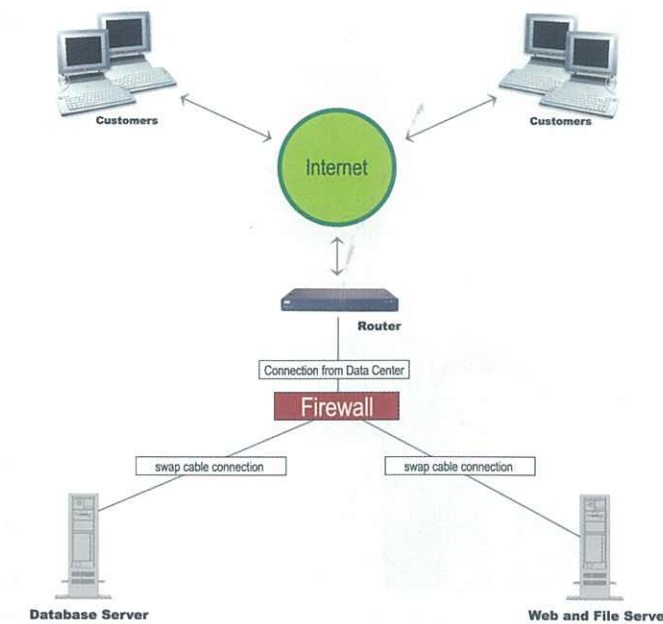 Customers
Customers
Internet
Router
Connection from Data Center
Firewall
swap cable connection
swap cable connection
Database Server
Web and File Serve